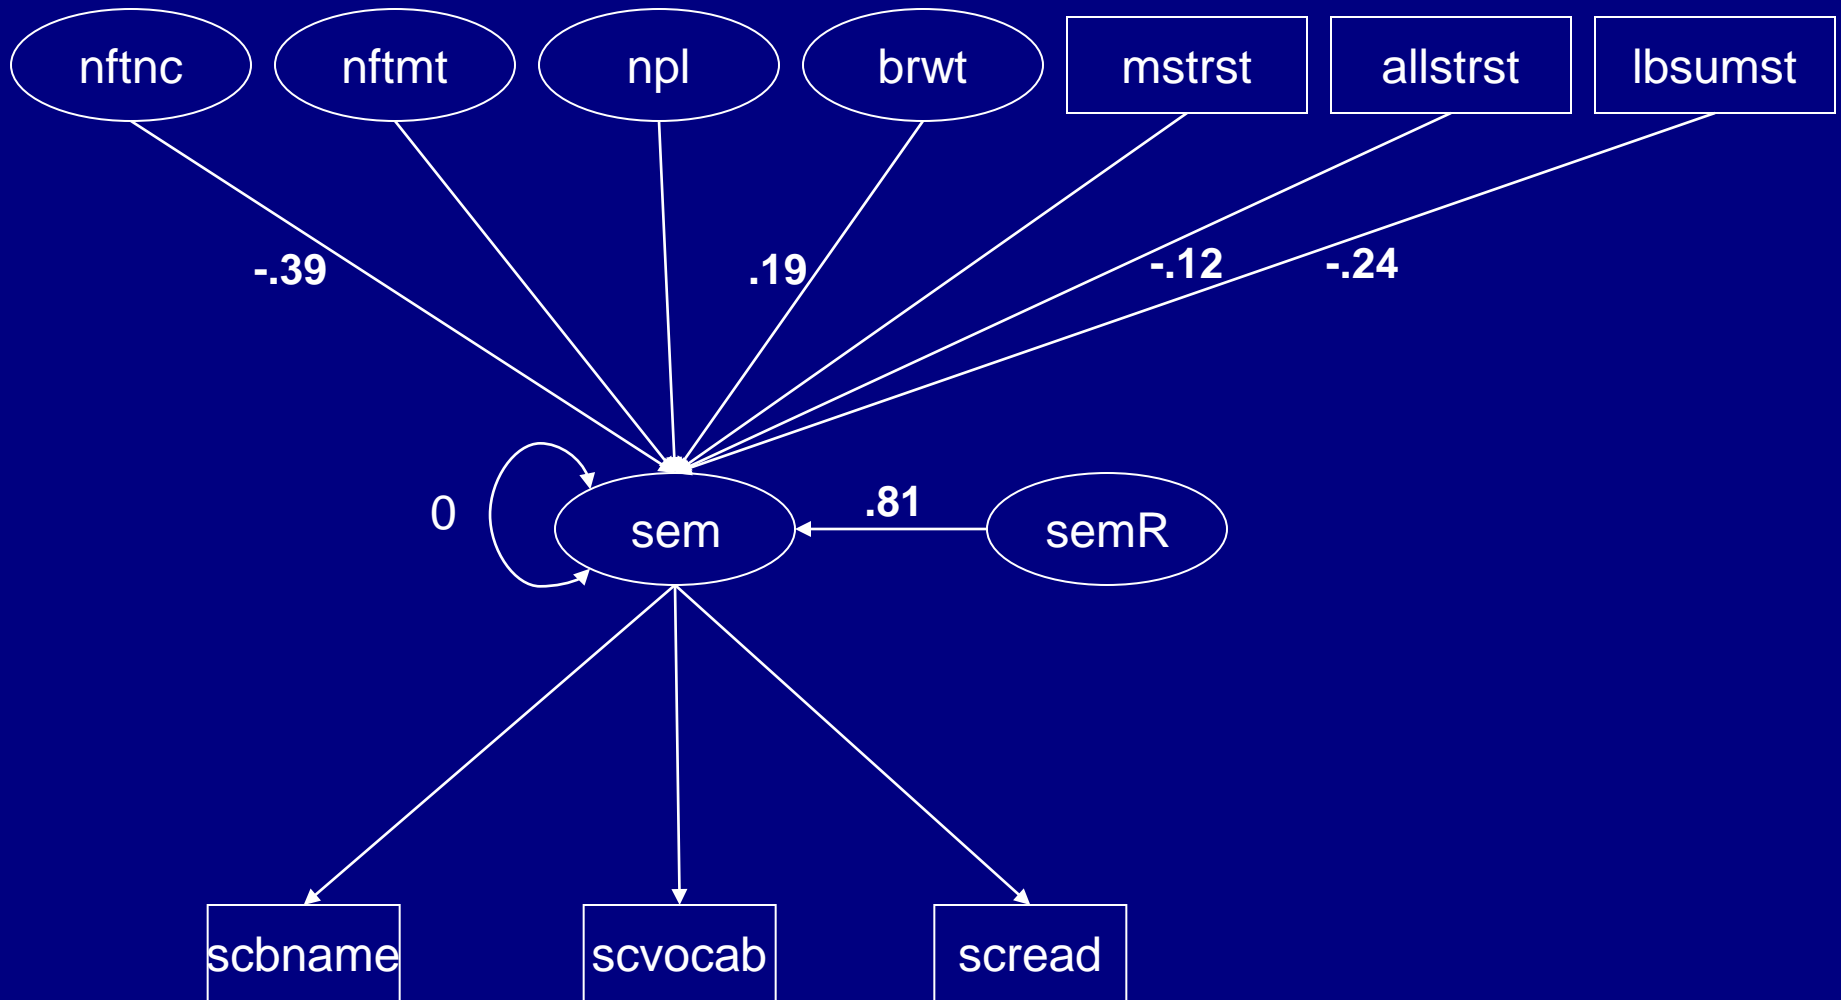 nftnc
nftmt
npl
brwt
mstrst
allstrst
lbsumst
-.39
.19
-.12
-.24
0
sem
.81
semR
scbname
scvocab
scread